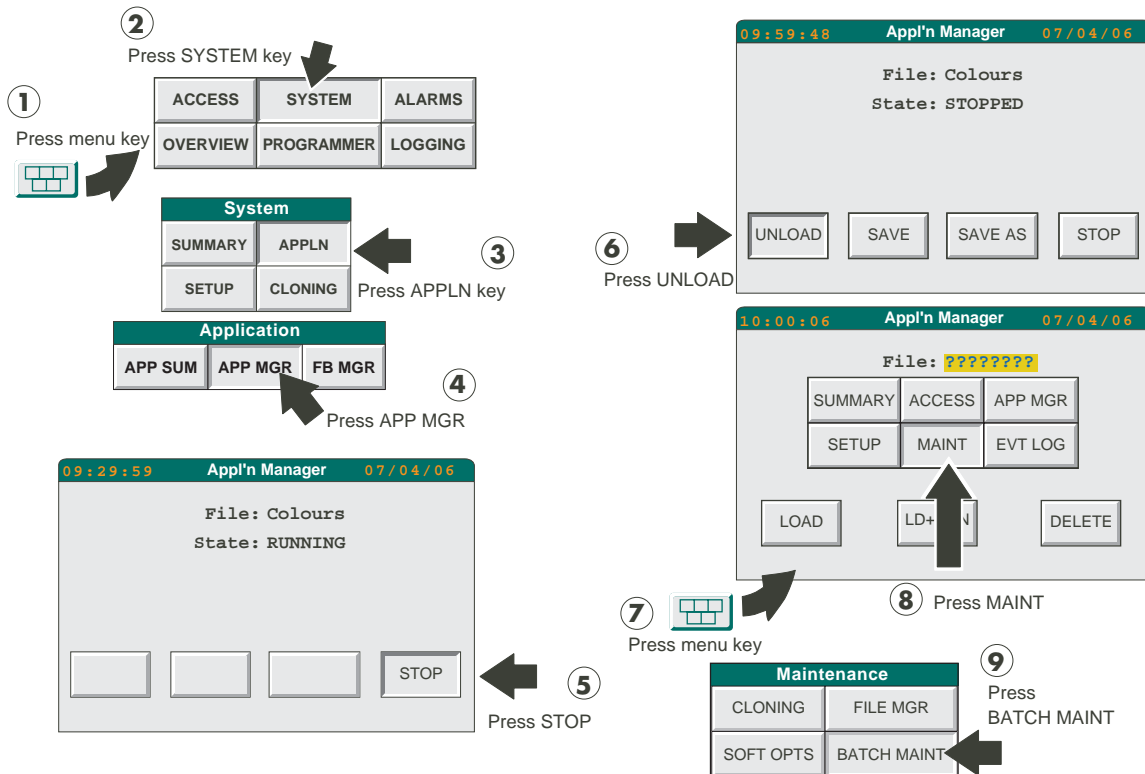 1
Press menu key
2
Press SYSTEM key
ACCESS SYSTEM ALARMS
OVERVIEW PROGRAMMER LOGGING
System
SUMMARY APPLN
SETUP CLONING
3
Press APPLN key
Application
APP SUM APP MGR FB MGR
4
Press APP MGR
09:29:59 Appl'n Manager 07/04/06
File: Colours
State: RUNNING
STOP
5
Press STOP
09:59:48 Appl'n Manager 07/04/06
File: Colours
State: STOPPED
UNLOAD SAVE SAVE AS STOP
6
Press UNLOAD
10:00:06 Appl'n Manager 07/04/06
File: ????????
SUMMARY ACCESS APP MGR
SETUP MAINT EVT LOG
LOAD DELETE
7
Press menu key
8
Press MAINT
Maintenance
CLONING FILE MGR
SOFT OPTS BATCH MAINT
9
Press
BATCH MAINT